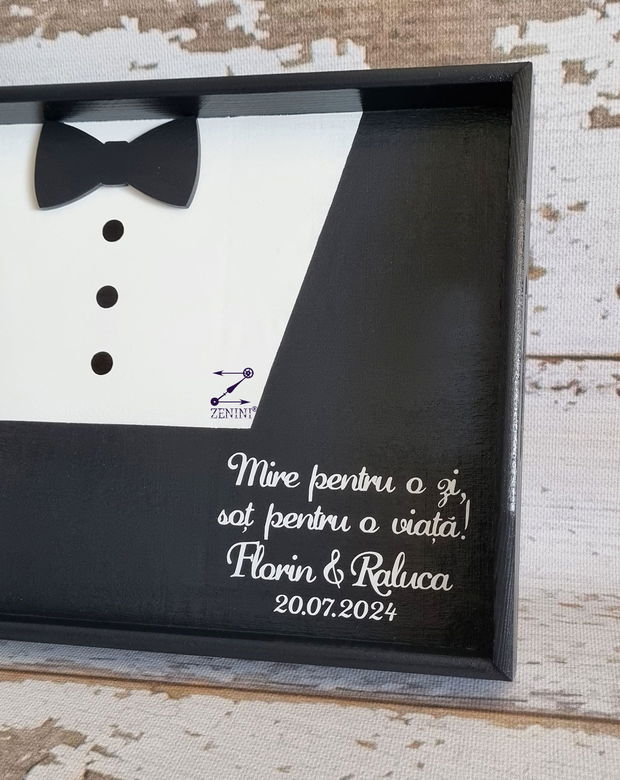 ZENINI®
Mire pentru o zi,
soț pentru o viață!
Florin & Raluca
20.07.2024